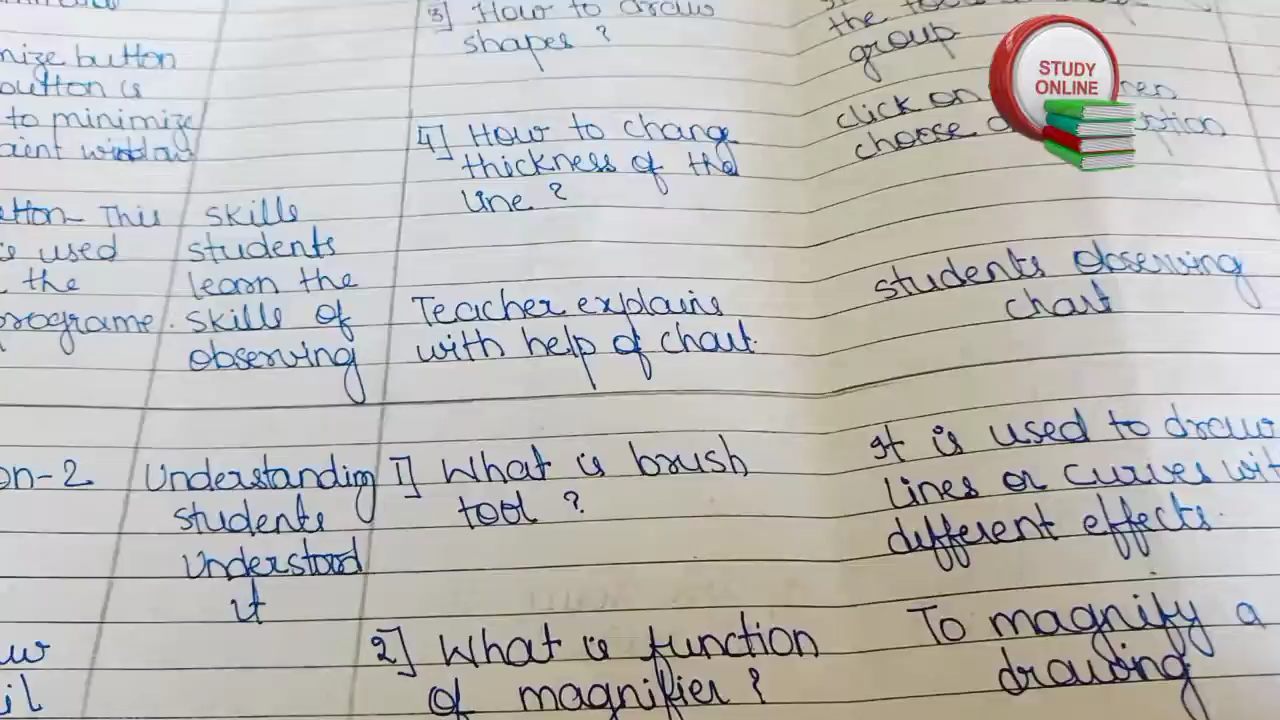 nize button
button is
to minimize
aint window
This
is used
the
programe.
skills
students
learn the
skills of
observing
3] How to draw
shapes ?
4] How to change
thickness of the
line ?
Teacher explains
with help of chart.
the
group
click on
choose
students observing
chart
STUDY
ONLINE
on-2
Understanding
students
understood
it
1] What is brush
tool ?
2] What is function
of magnifier ?
It is used to draw
lines or curves wit
different effects.
To magnify a
drawing